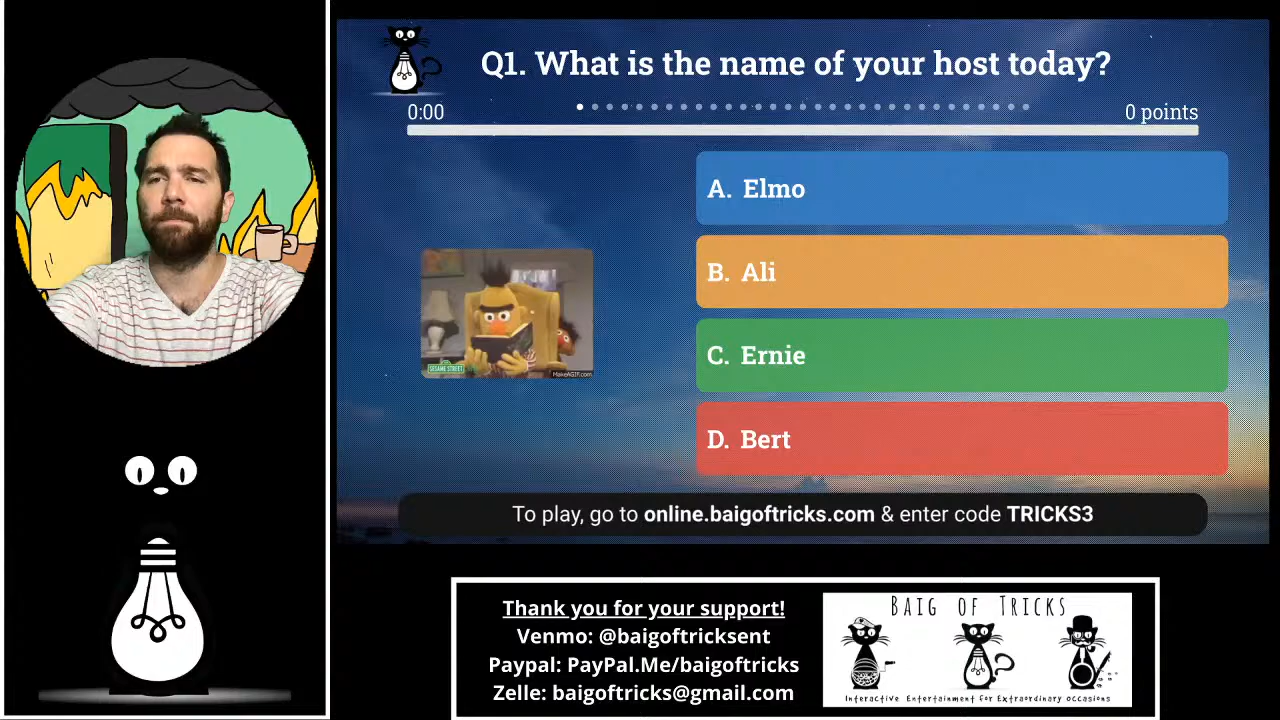 Q1. What is the name of your host today?
0:00
0 points
A. Elmo
B. Ali
C. Ernie
D. Bert
SESAME STREET
MakeAGIF.com
To play, go to online.baigoftricks.com & enter code TRICKS3
Thank you for your support!
Venmo: @baigoftricksent
Paypal: PayPal.Me/baigoftricks
Zelle: baigoftricks@gmail.com
BAIG OF TRICKS
Interactive Entertainment for Extraordinary Occasions